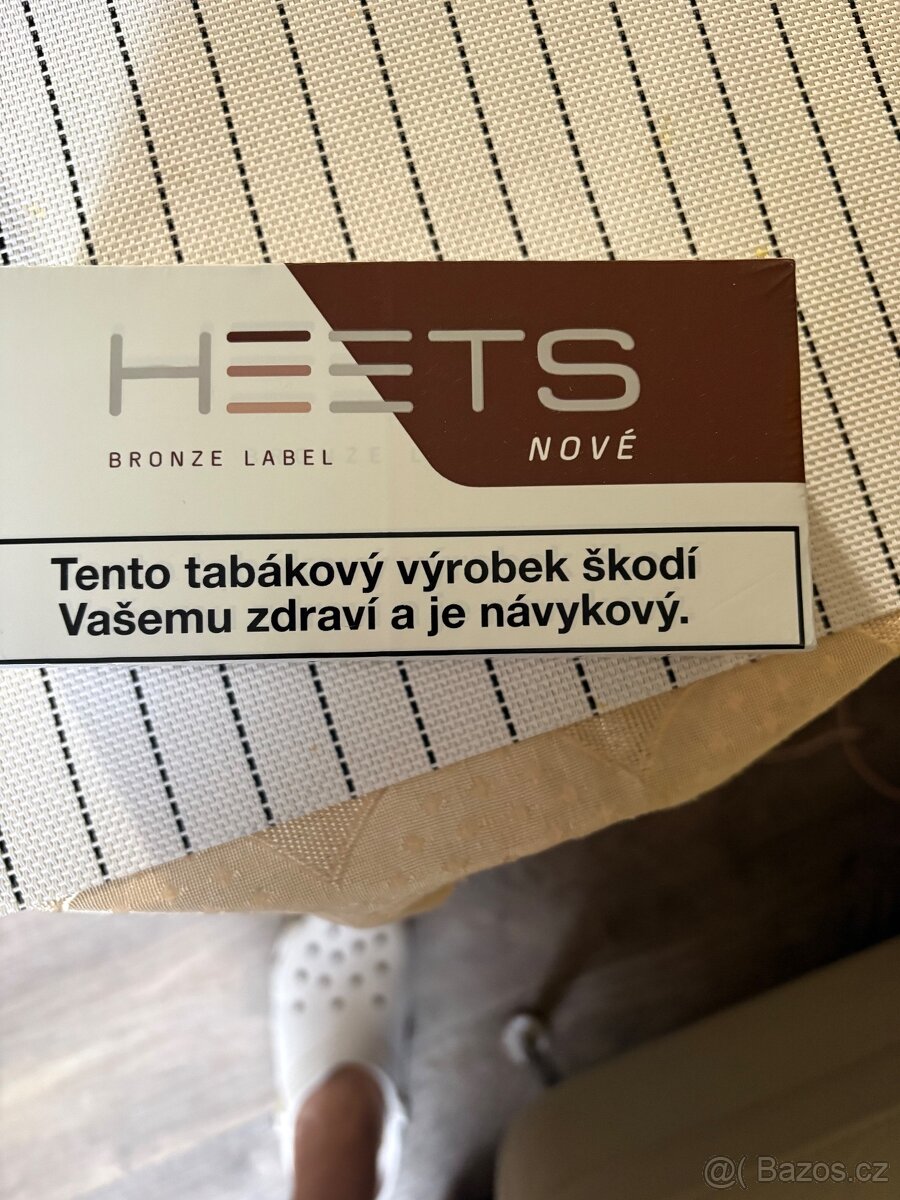 HEETS
BRONZE LABEL
NOVÉ
Tento tabákový výrobek škodí
Vašemu zdraví a je návykový.
@( Bazos.cz